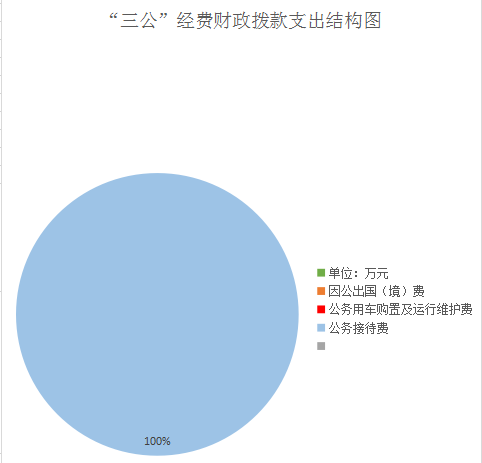 “三公”经费财政拨款支出结构图
单位：万元
因公出国（境）费
公务用车购置及运行维护费
公务接待费
100%